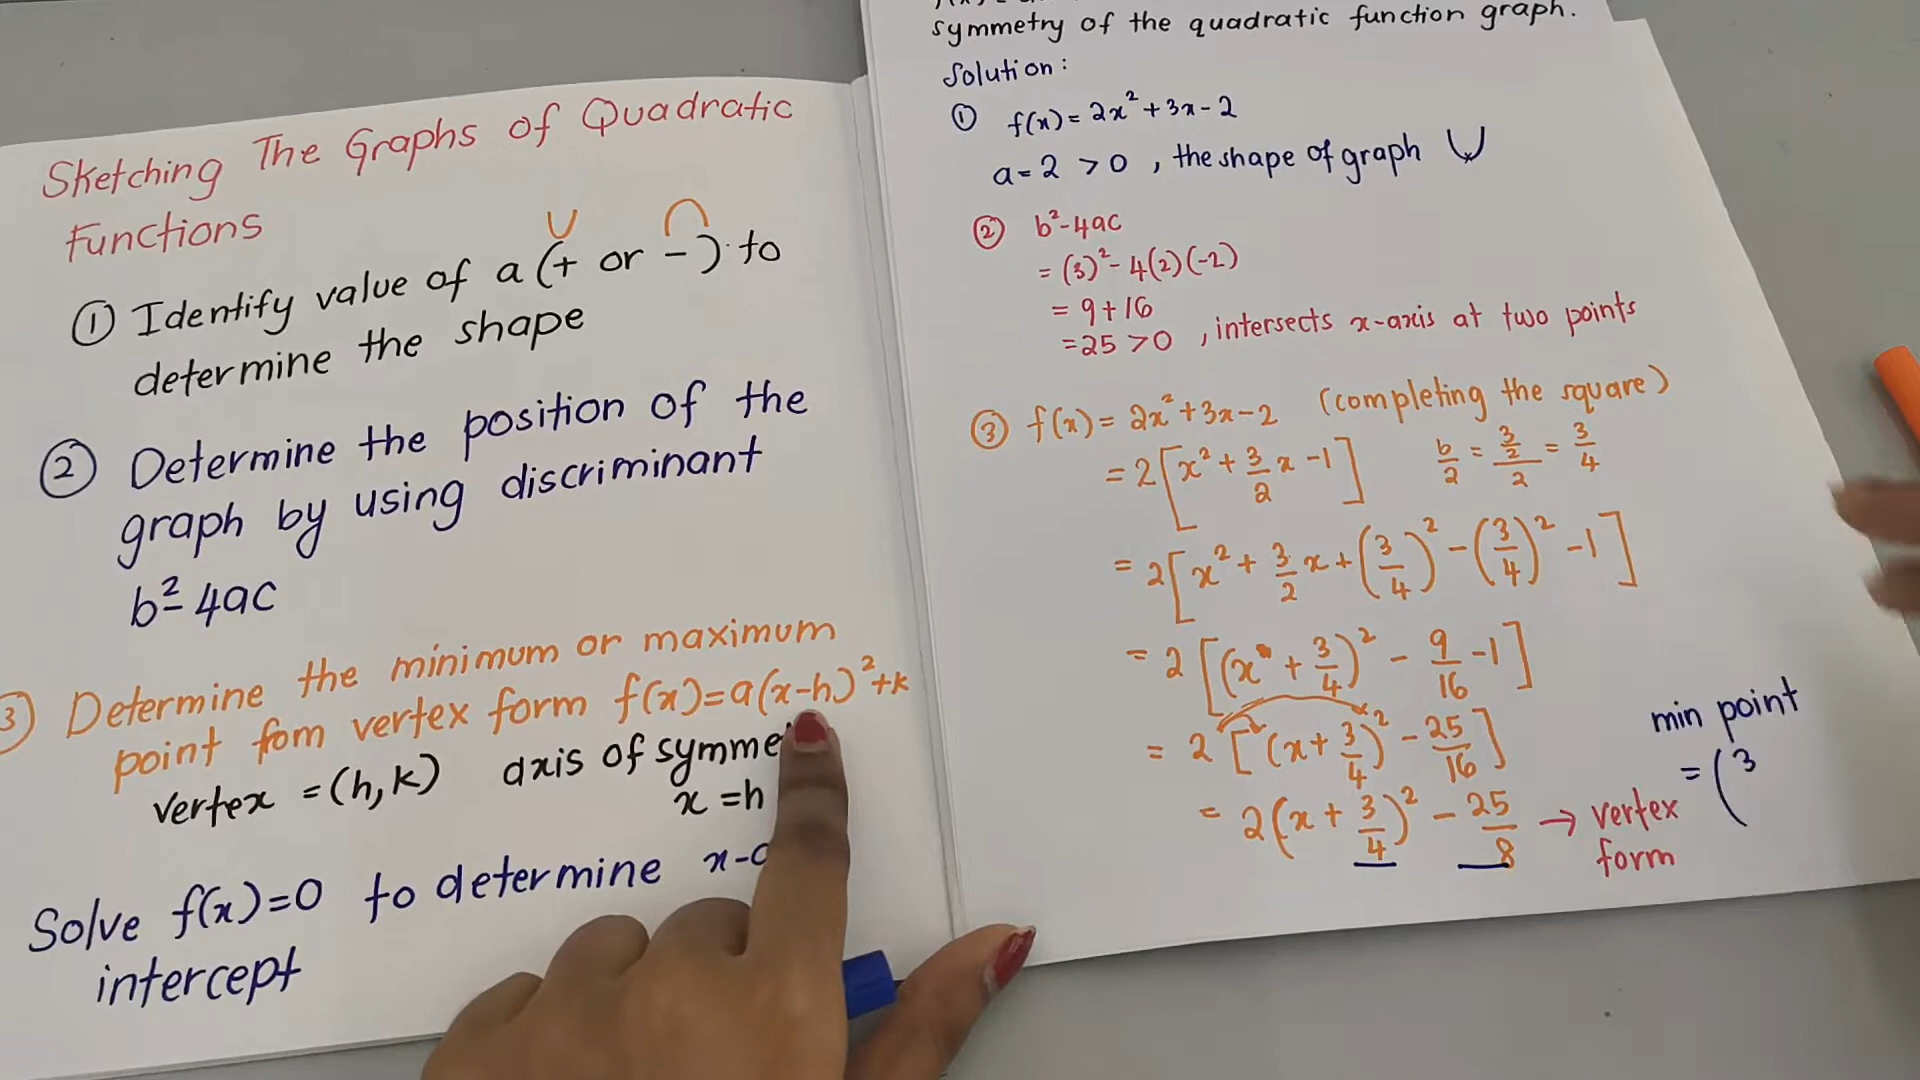 Sketching The Graphs of Quadratic
Functions
① Identify value of a (+ or −) to
determine the shape
② Determine the position of the
graph by using discriminant
b²-4ac
3) Determine the minimum or maximum
point fom vertex form f(x)=a(x-h)²+k
vertex =(h,k) axis of symme
x =h
Solve f(x)=0 to determine
intercept
symmetry of the quadratic function graph.
Solution:
① f(x)= 2x²+3x-2
a=2 >0 , the shape of graph ∪
② b²-4ac
= (3)²-4(2)(-2)
= 9+16
=25 >0 , intersects x-axis at two points
③ f(x)= 2x²+3x-2 (completing the square)
= 2[x²+3/2 x -1] b/2 = 3/2/2 = 3/4
= 2[x²+ 3/2 x+(3/4)²-(3/4)²-1]
= 2[(x + 3/4)² - 9/16 -1]
= 2[(x+3/4)² - 25/16]
= 2(x + 3/4)² - 25/8 → vertex
form
min point
= (3